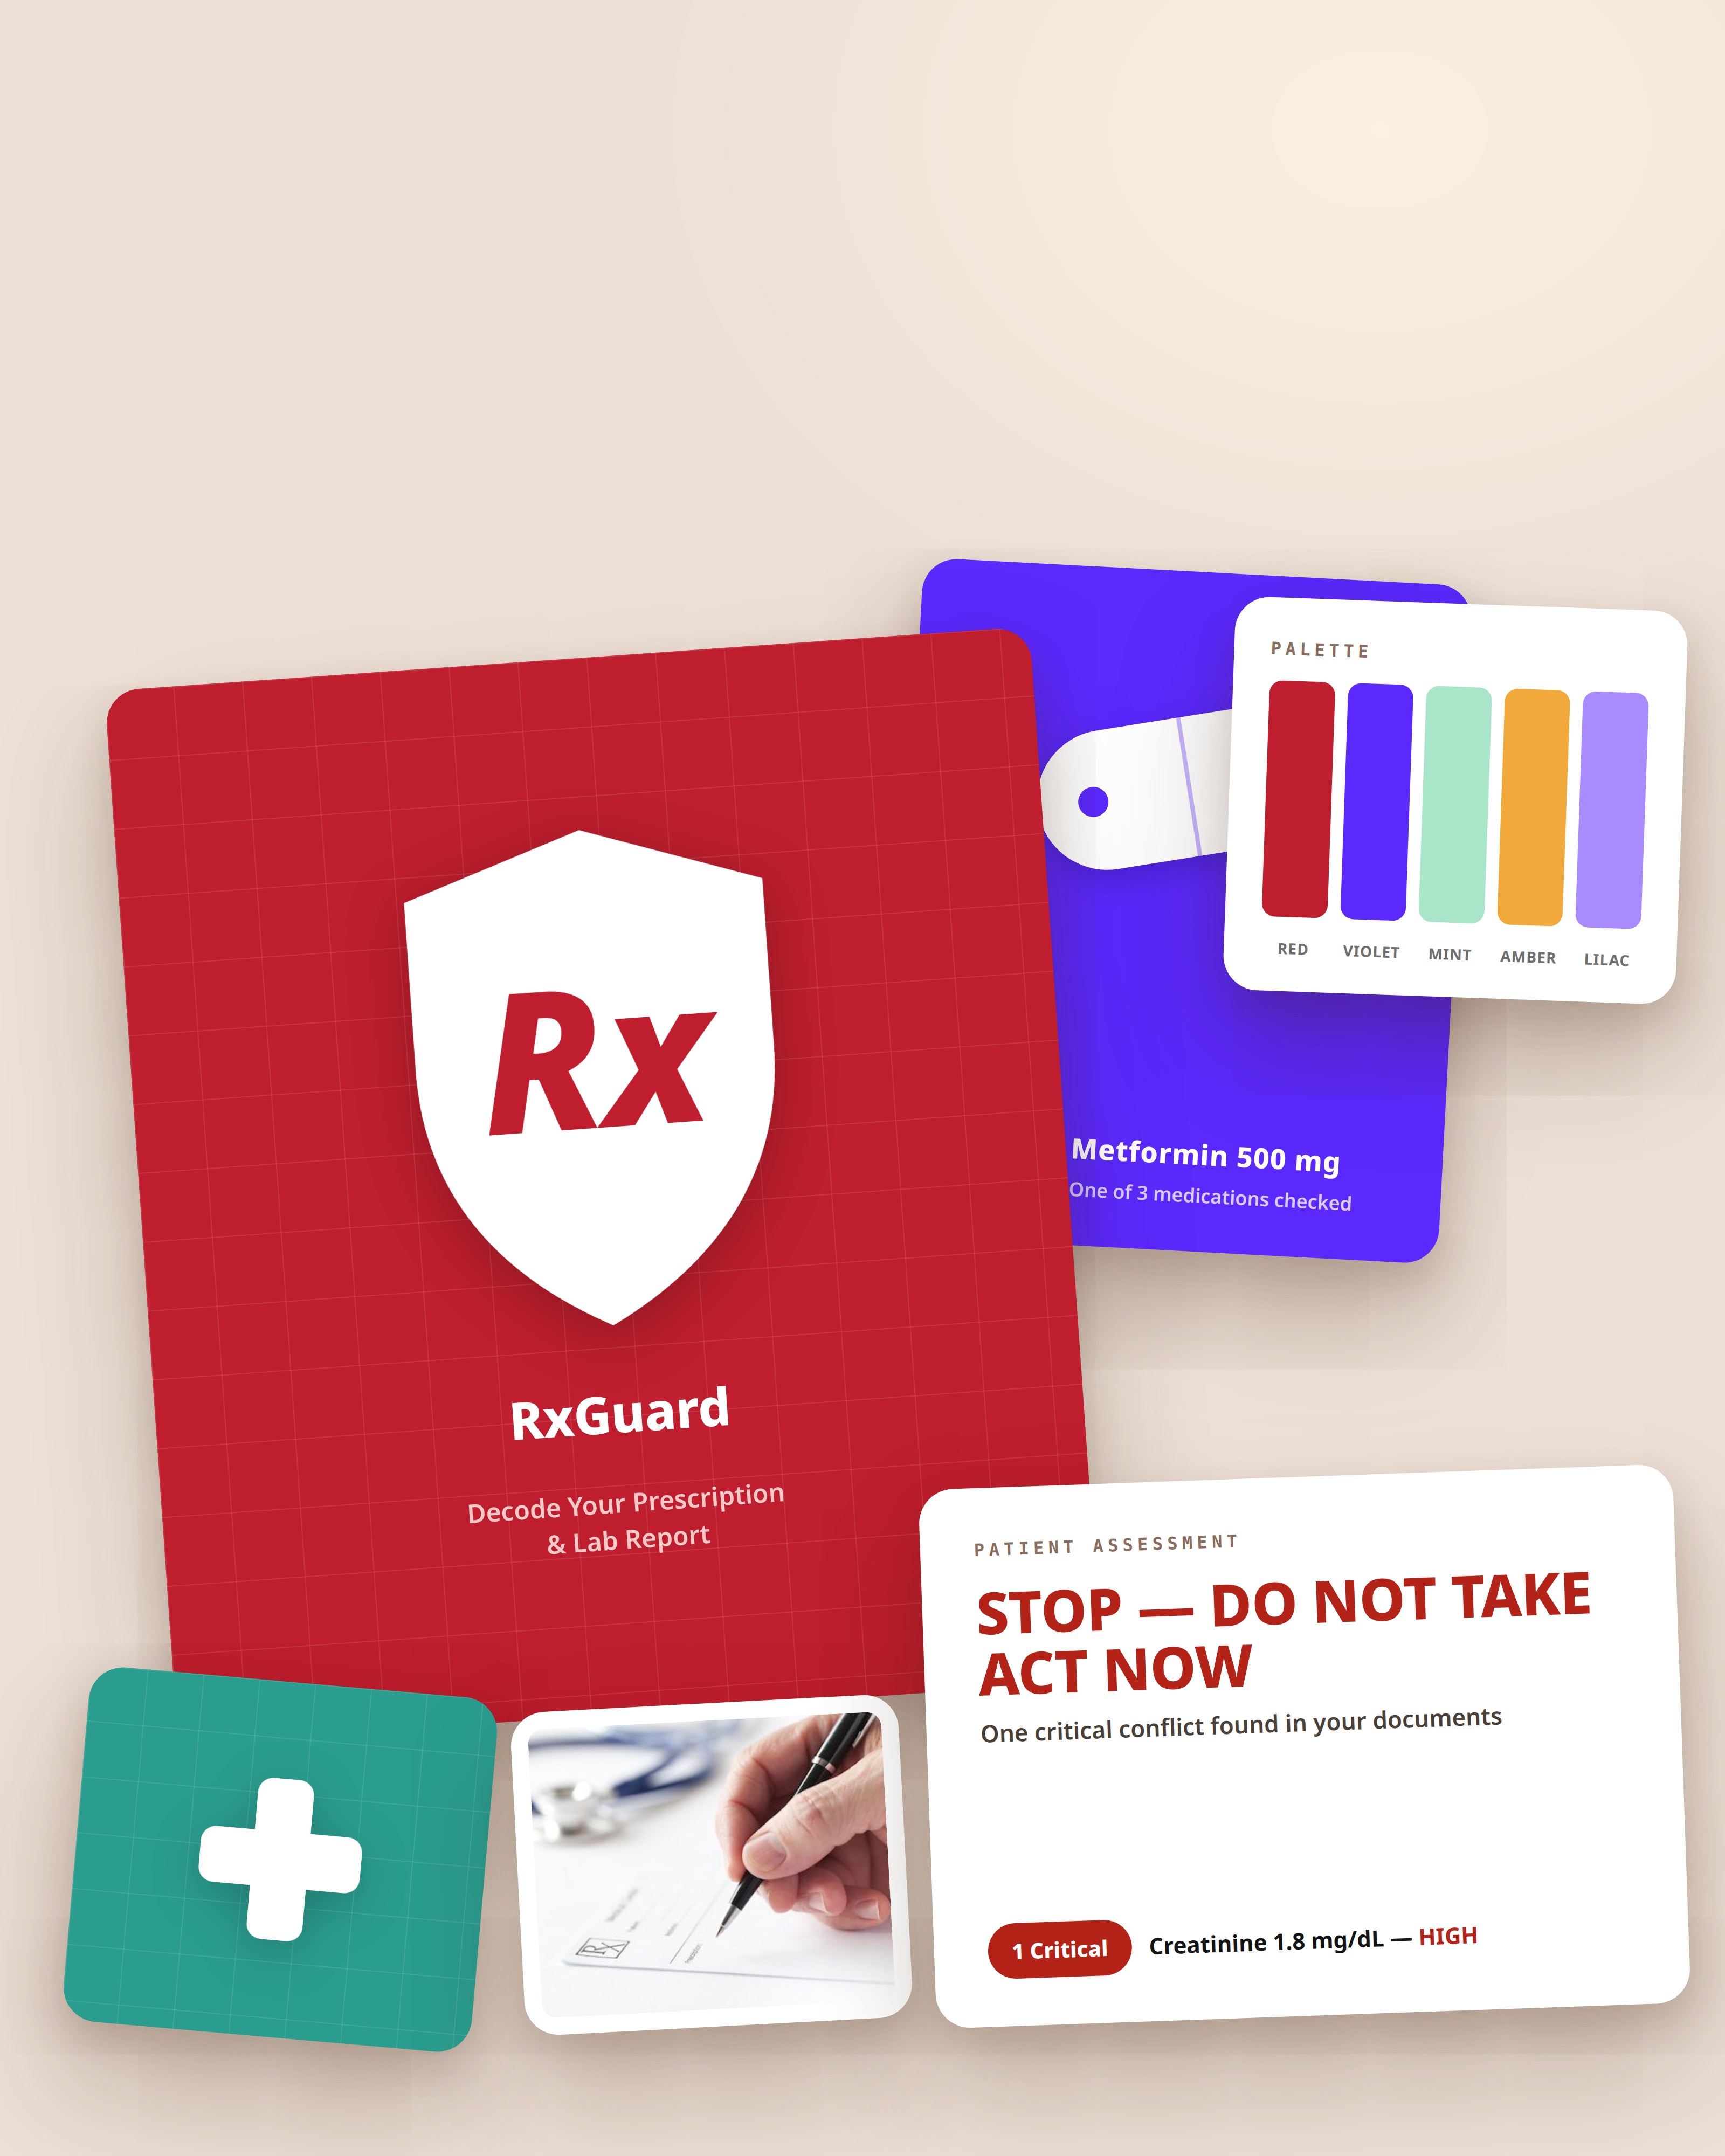 PALETTE
RED VIOLET MINT AMBER LILAC
Rx
RxGuard
Decode Your Prescription
& Lab Report
Metformin 500 mg
One of 3 medications checked
PATIENT ASSESSMENT
STOP — DO NOT TAKE
ACT NOW
One critical conflict found in your documents
1 Critical
Creatinine 1.8 mg/dL — HIGH
Rx